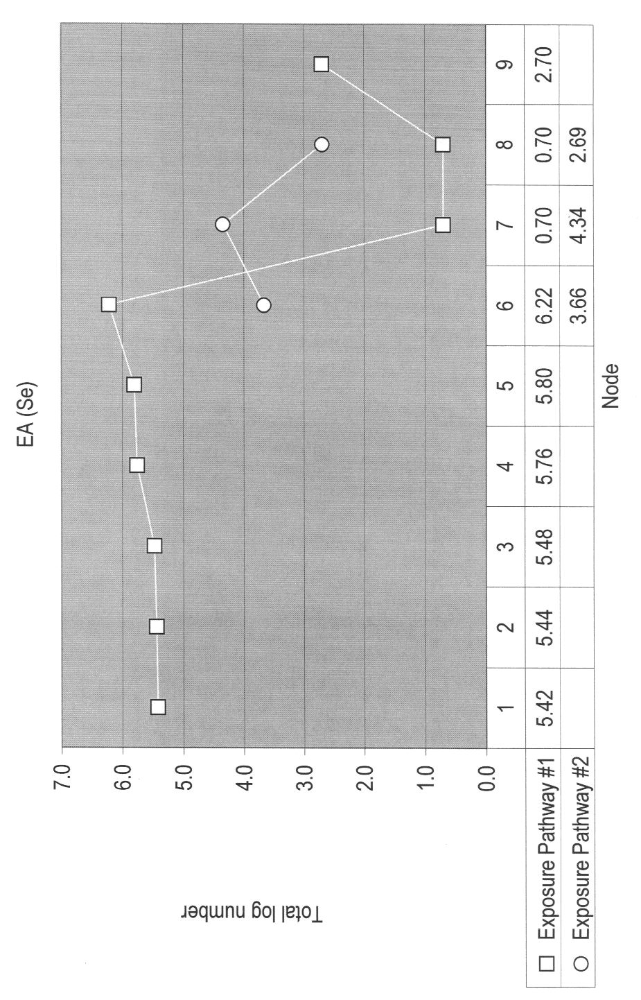 EA (Se)
Total log number
7.0
6.0
5.0
4.0
3.0
2.0
1.0
0.0
1 2 3 4 5 6 7 8 9
Exposure Pathway #1 5.42 5.44 5.48 5.76 5.80 6.22 0.70 0.70 2.70
Exposure Pathway #2 3.66 4.34 2.69
Node